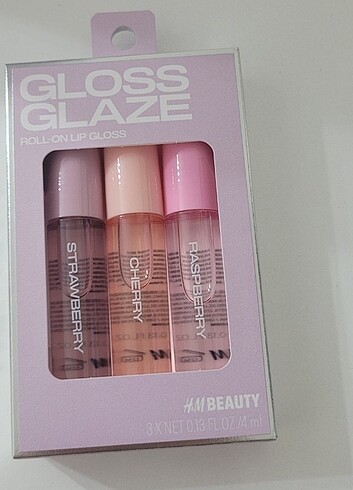 GLOSS
GLAZE
ROLL-ON LIP GLOSS
STRAWBERRY
CHERRY
RASPBERRY
H&M BEAUTY
3 X NET 0.13 FL OZ/4 ml